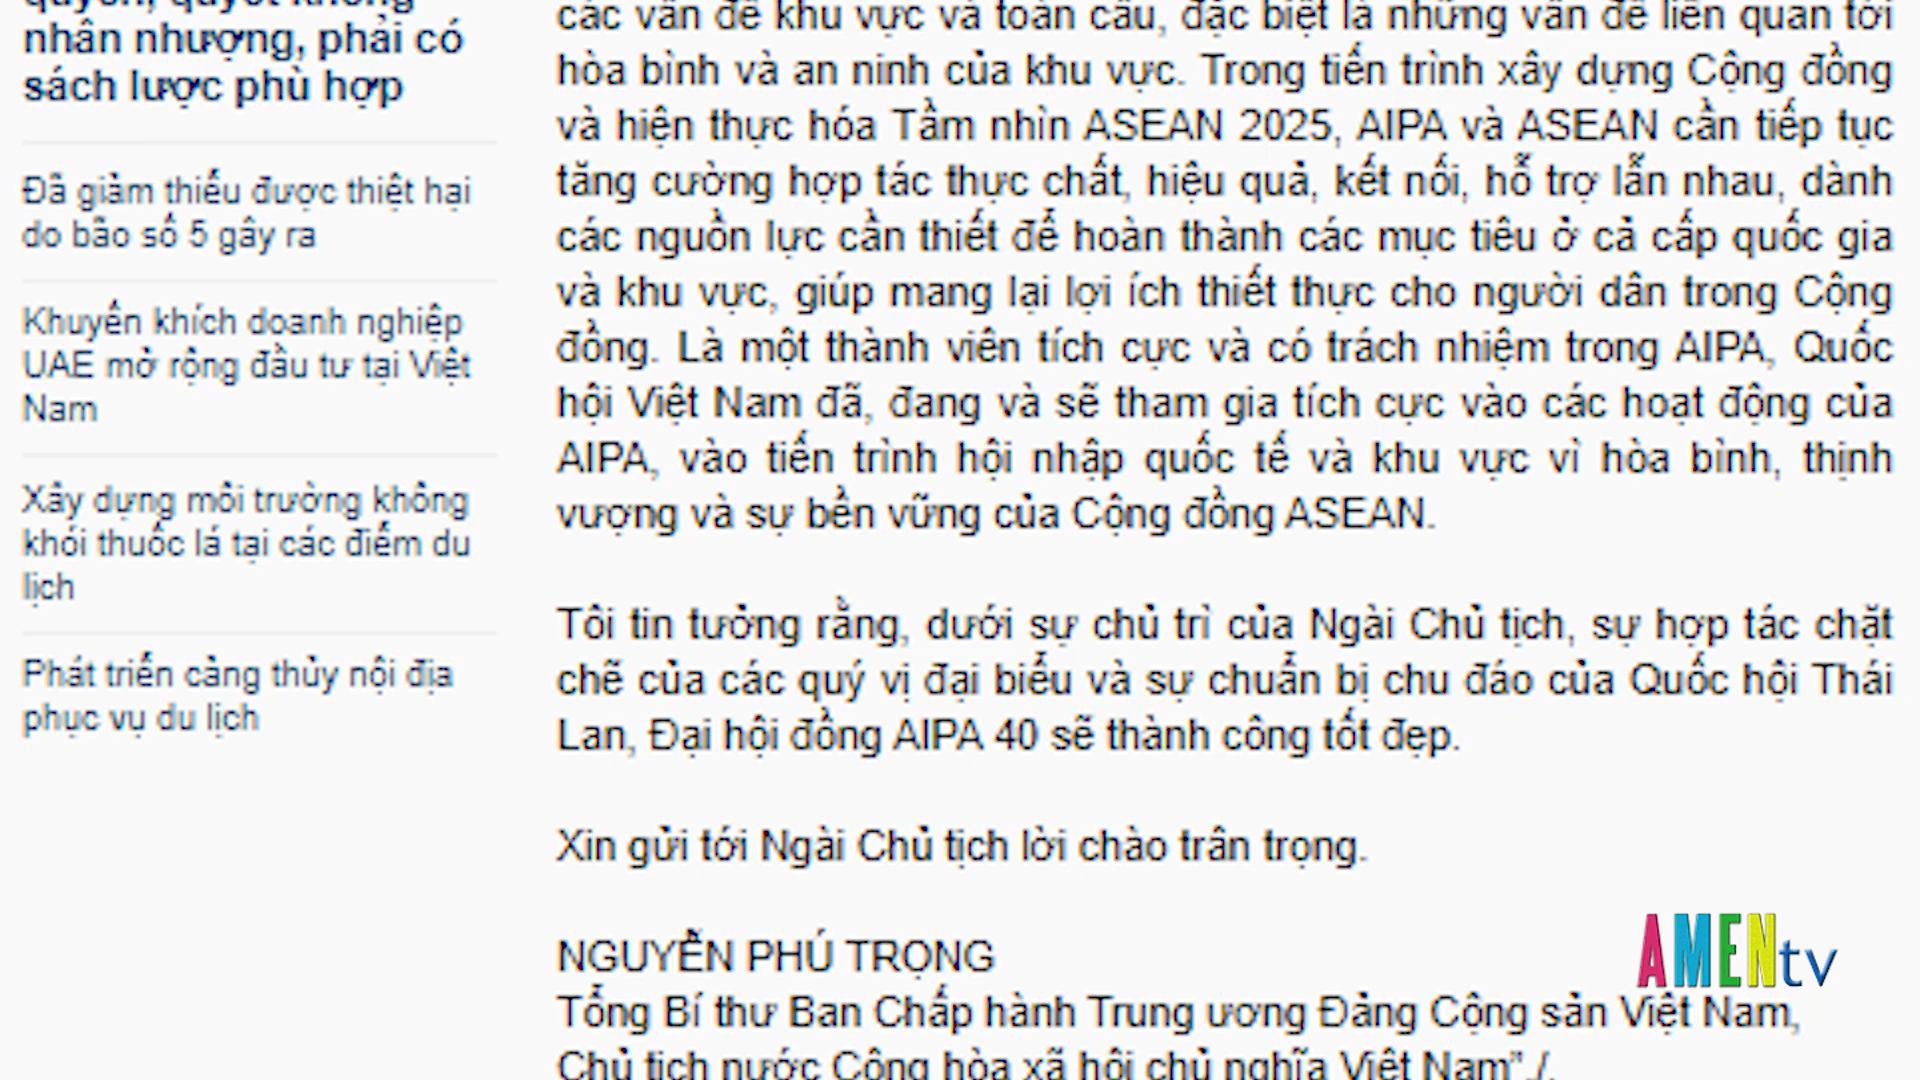 quyền, quyết không
nhân nhượng, phải có
sách lược phù hợp
Đã giảm thiểu được thiệt hại
do bão số 5 gây ra
Khuyến khích doanh nghiệp
UAE mở rộng đầu tư tại Việt
Nam
Xây dựng môi trường không
khói thuốc lá tại các điểm du
lịch
Phát triển cảng thủy nội địa
phục vụ du lịch
các vấn đề khu vực và toàn cầu, đặc biệt là những vấn đề liên quan tới
hòa bình và an ninh của khu vực. Trong tiến trình xây dựng Cộng đồng
và hiện thực hóa Tầm nhìn ASEAN 2025, AIPA và ASEAN cần tiếp tục
tăng cường hợp tác thực chất, hiệu quả, kết nối, hỗ trợ lẫn nhau, dành
các nguồn lực cần thiết để hoàn thành các mục tiêu ở cả cấp quốc gia
và khu vực, giúp mang lại lợi ích thiết thực cho người dân trong Cộng
đồng. Là một thành viên tích cực và có trách nhiệm trong AIPA, Quốc
hội Việt Nam đã, đang và sẽ tham gia tích cực vào các hoạt động của
AIPA, vào tiến trình hội nhập quốc tế và khu vực vì hòa bình, thịnh
vượng và sự bền vững của Cộng đồng ASEAN.
Tôi tin tưởng rằng, dưới sự chủ trì của Ngài Chủ tịch, sự hợp tác chặt
chẽ của các quý vị đại biểu và sự chuẩn bị chu đáo của Quốc hội Thái
Lan, Đại hội đồng AIPA 40 sẽ thành công tốt đẹp.
Xin gửi tới Ngài Chủ tịch lời chào trân trọng.
NGUYỄN PHÚ TRỌNG
Tổng Bí thư Ban Chấp hành Trung ương Đảng Cộng sản Việt Nam,
Chủ tịch nước Cộng hòa xã hội chủ nghĩa Việt Nam"./.
AMENtv